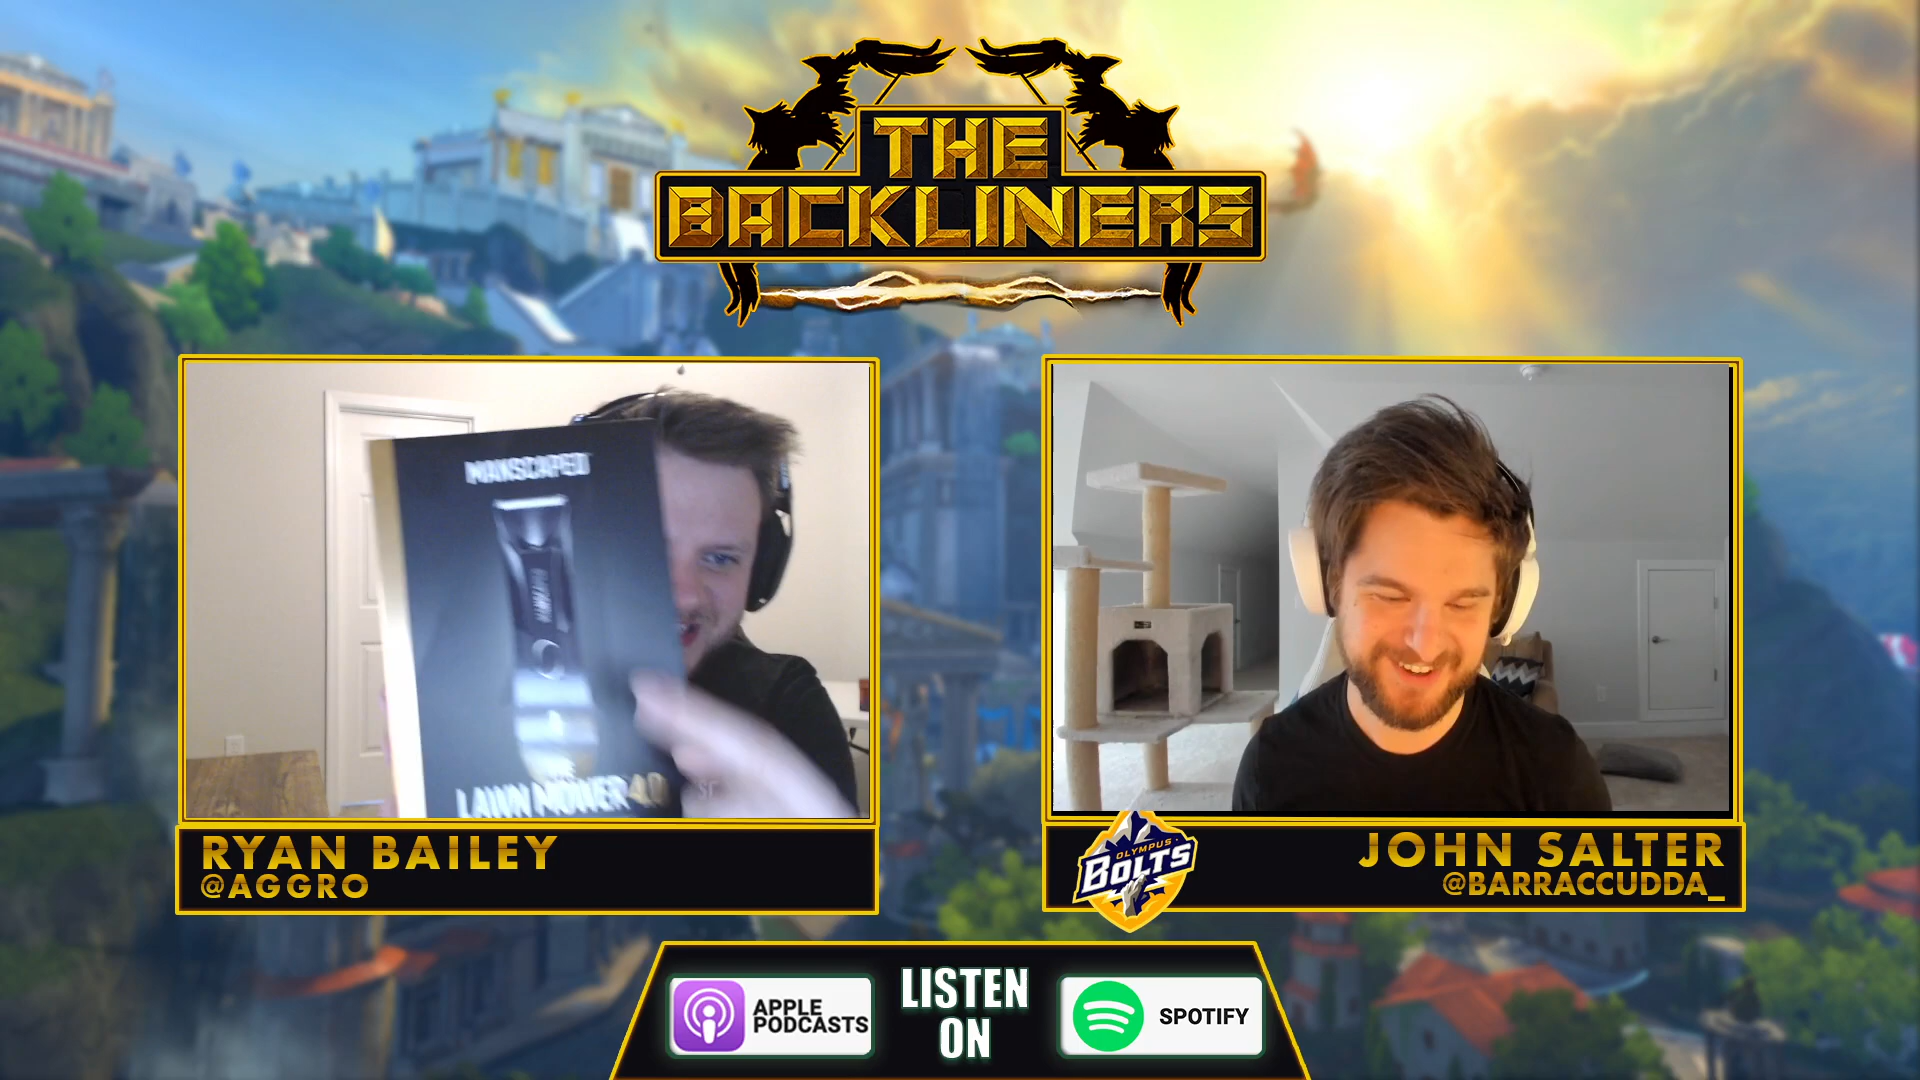 THE
BACKLINERS
MANSCAPED
LAWN MOWER 4.0
RYAN BAILEY
@AGGRO
OLYMPUS
BOLTS
JOHN SALTER
@BARRACCUDDA_
APPLE
PODCASTS
LISTEN
ON
SPOTIFY